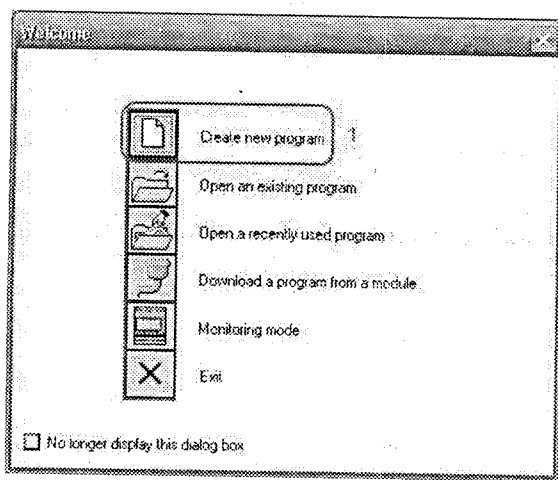 Welcome
Create new program 1
Open an existing program
Open a recently used program
Download a program from a module
Monitoring mode
Exit
No longer display this dialog box